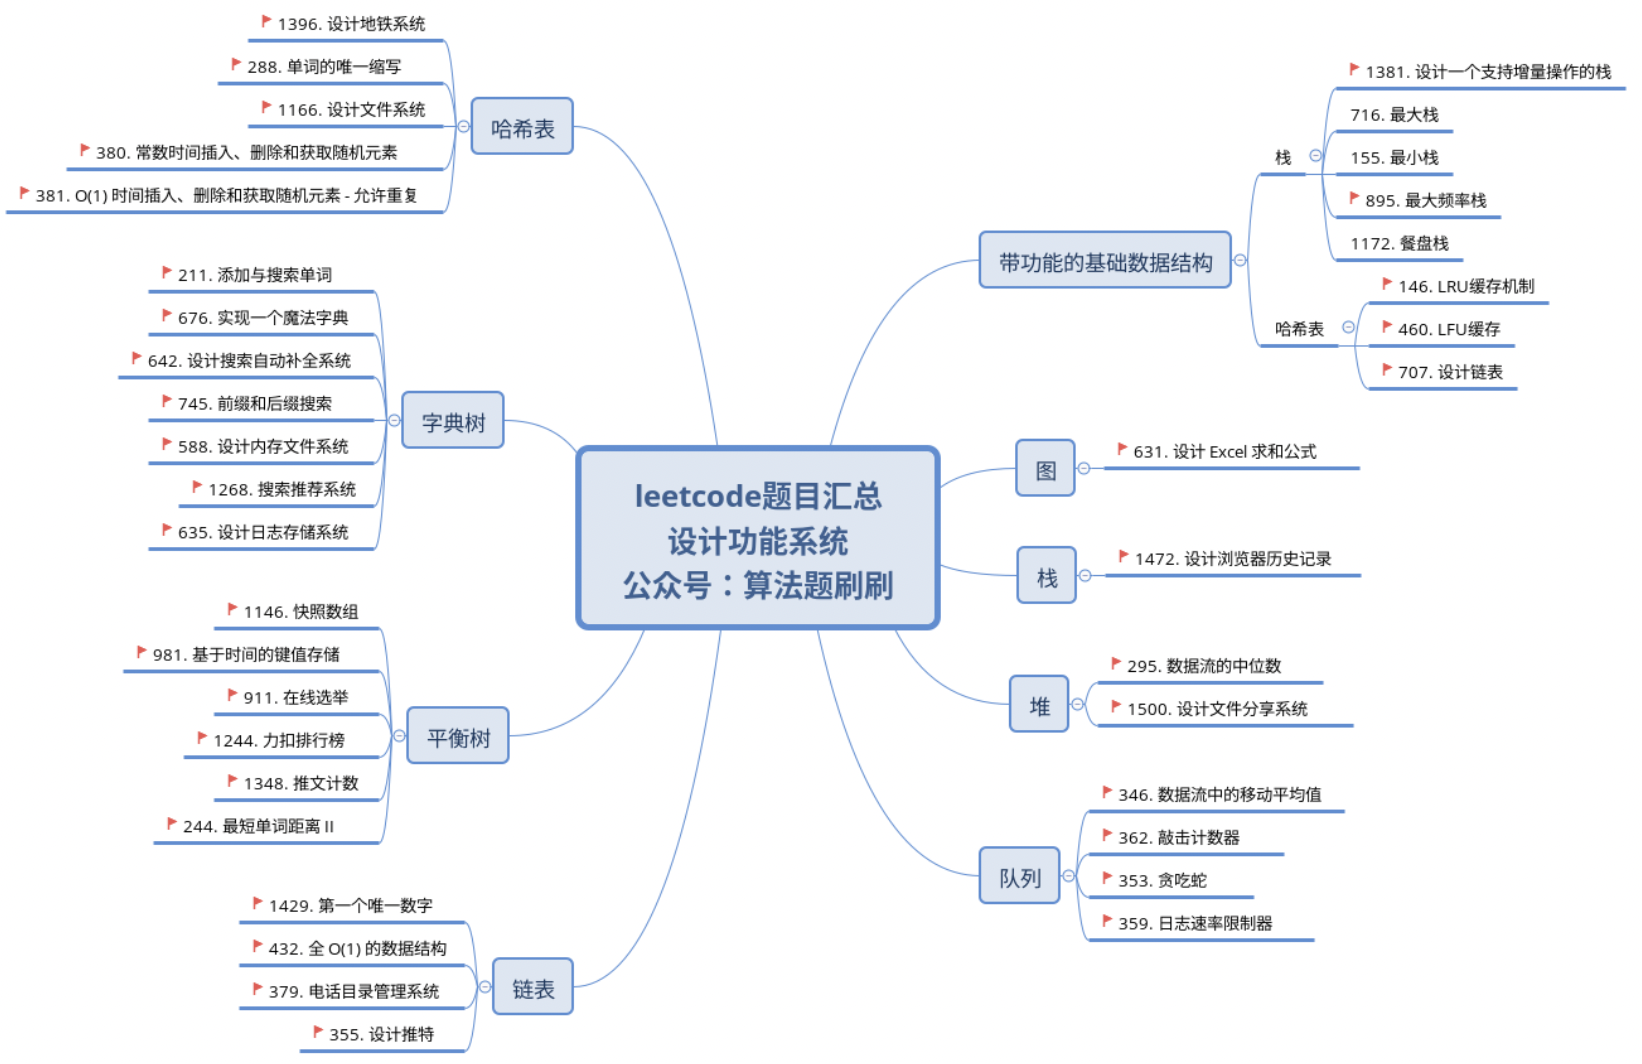 leetcode题目汇总
设计功能系统
公众号：算法题刷刷
哈希表
1396. 设计地铁系统
288. 单词的唯一缩写
1166. 设计文件系统
380. 常数时间插入、删除和获取随机元素
381. O(1) 时间插入、删除和获取随机元素 - 允许重复
字典树
211. 添加与搜索单词
676. 实现一个魔法字典
642. 设计搜索自动补全系统
745. 前缀和后缀搜索
588. 设计内存文件系统
1268. 搜索推荐系统
635. 设计日志存储系统
平衡树
1146. 快照数组
981. 基于时间的键值存储
911. 在线选举
1244. 力扣排行榜
1348. 推文计数
244. 最短单词距离 II
链表
1429. 第一个唯一数字
432. 全 O(1) 的数据结构
379. 电话目录管理系统
355. 设计推特
带功能的基础数据结构
栈
1381. 设计一个支持增量操作的栈
716. 最大栈
155. 最小栈
895. 最大频率栈
1172. 餐盘栈
哈希表
146. LRU缓存机制
460. LFU缓存
707. 设计链表
图
631. 设计 Excel 求和公式
栈
1472. 设计浏览器历史记录
堆
295. 数据流的中位数
1500. 设计文件分享系统
队列
346. 数据流中的移动平均值
362. 敲击计数器
353. 贪吃蛇
359. 日志速率限制器